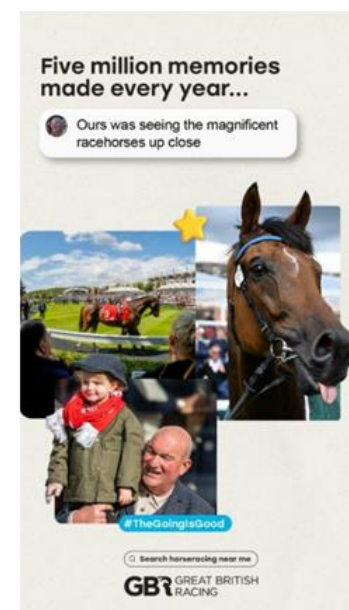 Five million memories
made every year...
Ours was seeing the magnificent
racehorses up close
#TheGoingIsGood
Search horseracing near me
GBR GREAT BRITISH
RACING